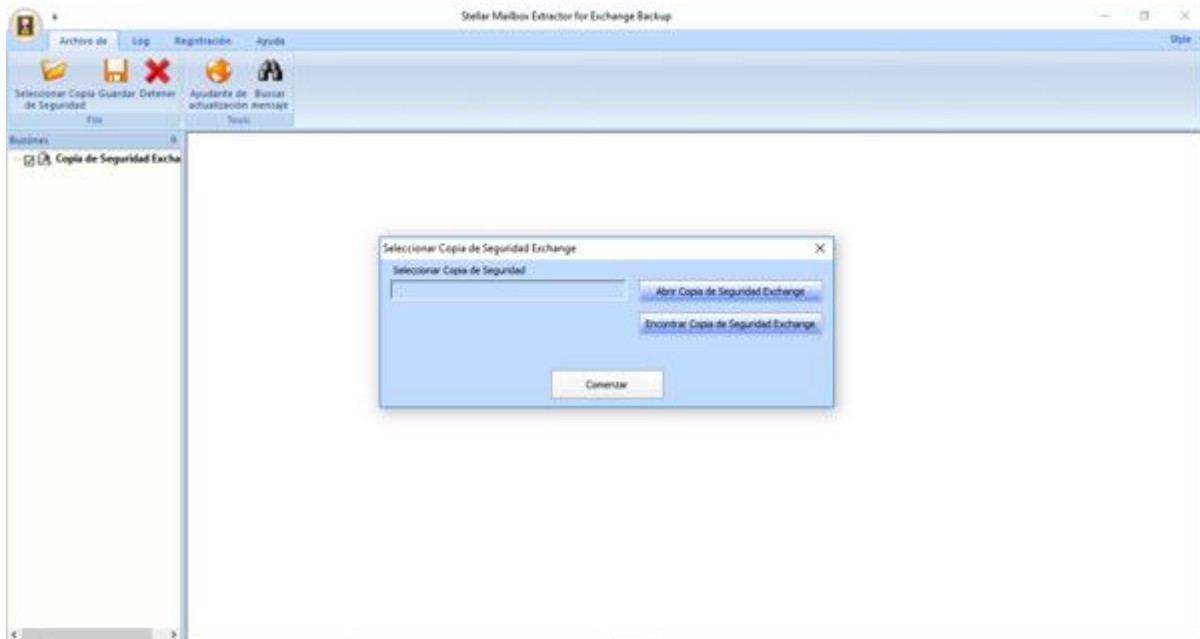 Stellar Mailbox Extractor for Exchange Backup
Archivo de Log Registración Ayuda Style
Seleccionar Copia de Seguridad
Guardar
Detener
Ayudante de actualización
Buscar mensaje
File
Tools
Buzones
Copia de Seguridad Excha
Seleccionar Copia de Seguridad Exchange
Seleccionar Copia de Seguridad
Abrir Copia de Seguridad Exchange
Encontrar Copia de Seguridad Exchange
Comenzar